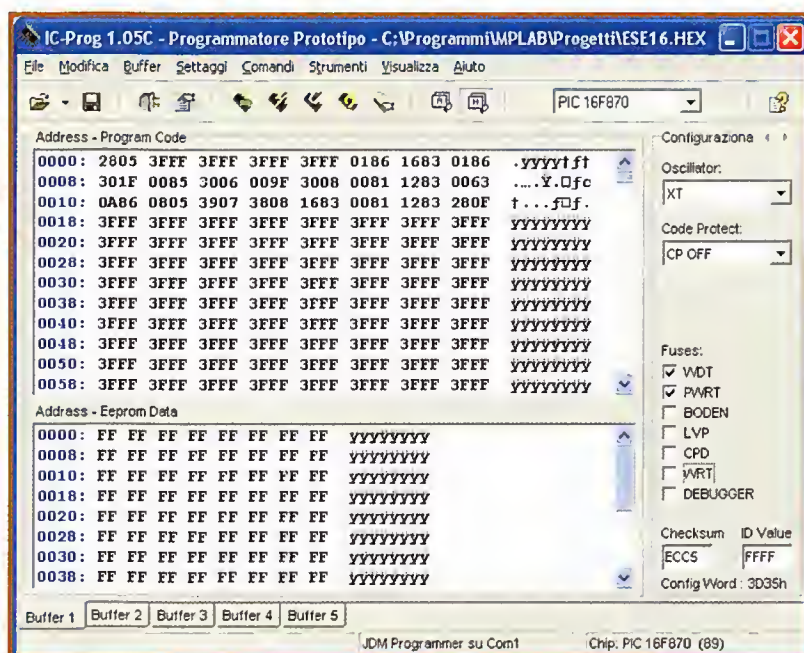 IC-Prog 1.05C - Programmatore Prototipo - C:\Programmi\MPLAB\Progetti\ESE16.HEX
File Modifica Buffer Settaggi Comandi Strumenti Visualizza Aiuto
PIC 16F870
Address - Program Code
0000: 2805 3FFF 3FFF 3FFF 3FFF 0186 1683 0186 .ÿÿÿÿ†ƒ†
0008: 301F 0085 3006 009F 3008 0081 1283 0063
0010: 0A86 0805 3907 3808 1683 0081 1283 280F
0018: 3FFF 3FFF 3FFF 3FFF 3FFF 3FFF 3FFF 3FFF ÿÿÿÿÿÿÿÿ
0020: 3FFF 3FFF 3FFF 3FFF 3FFF 3FFF 3FFF 3FFF ÿÿÿÿÿÿÿÿ
0028: 3FFF 3FFF 3FFF 3FFF 3FFF 3FFF 3FFF 3FFF ÿÿÿÿÿÿÿÿ
0030: 3FFF 3FFF 3FFF 3FFF 3FFF 3FFF 3FFF 3FFF ÿÿÿÿÿÿÿÿ
0038: 3FFF 3FFF 3FFF 3FFF 3FFF 3FFF 3FFF 3FFF ÿÿÿÿÿÿÿÿ
0040: 3FFF 3FFF 3FFF 3FFF 3FFF 3FFF 3FFF 3FFF ÿÿÿÿÿÿÿÿ
0048: 3FFF 3FFF 3FFF 3FFF 3FFF 3FFF 3FFF 3FFF ÿÿÿÿÿÿÿÿ
0050: 3FFF 3FFF 3FFF 3FFF 3FFF 3FFF 3FFF 3FFF ÿÿÿÿÿÿÿÿ
0058: 3FFF 3FFF 3FFF 3FFF 3FFF 3FFF 3FFF 3FFF ÿÿÿÿÿÿÿÿ
Address - Eeprom Data
0000: FF FF FF FF FF FF FF FF ÿÿÿÿÿÿÿÿ
0008: FF FF FF FF FF FF FF FF ÿÿÿÿÿÿÿÿ
0010: FF FF FF FF FF FF FF FF ÿÿÿÿÿÿÿÿ
0018: FF FF FF FF FF FF FF FF ÿÿÿÿÿÿÿÿ
0020: FF FF FF FF FF FF FF FF ÿÿÿÿÿÿÿÿ
0028: FF FF FF FF FF FF FF FF ÿÿÿÿÿÿÿÿ
0030: FF FF FF FF FF FF FF FF ÿÿÿÿÿÿÿÿ
0038: FF FF FF FF FF FF FF FF ÿÿÿÿÿÿÿÿ
Configuraziona
Oscillator:
XT
Code Protect:
CP OFF
Fuses:
WDT
PWRT
BODEN
LVP
CPD
WRT
DEBUGGER
Checksum ID Value
ECC5 FFFF
Config Word : 3D35h
Buffer 1 Buffer 2 Buffer 3 Buffer 4 Buffer 5
JDM Programmer su Com1 Chip: PIC 16F870 (89)